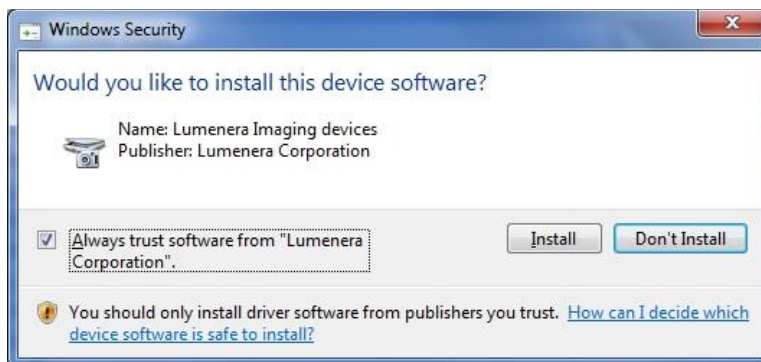 Windows Security
Would you like to install this device software?
Name: Lumenera Imaging devices
Publisher: Lumenera Corporation
Always trust software from "Lumenera
Corporation".
Install
Don't Install
You should only install driver software from publishers you trust. How can I decide which
device software is safe to install?